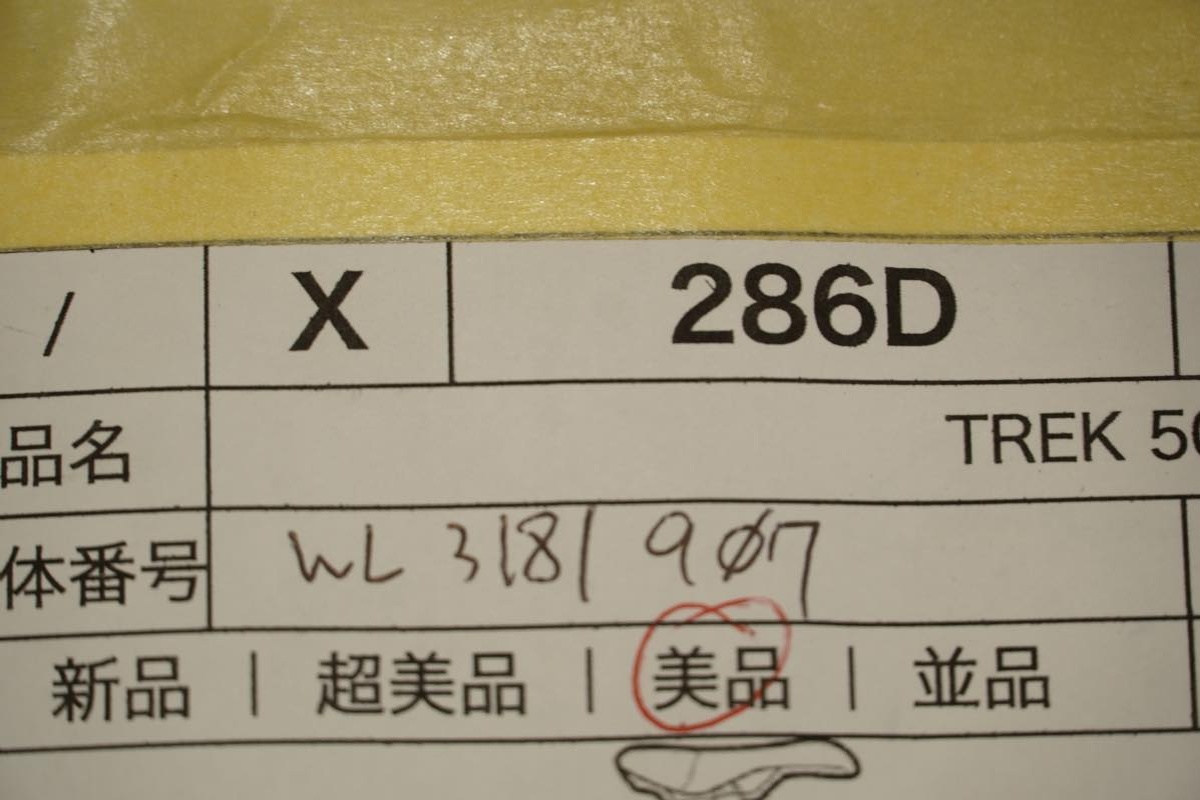 / X 286D
品名 TREK 50
体番号 WL 3181 907
新品 | 超美品 | 美品 | 並品